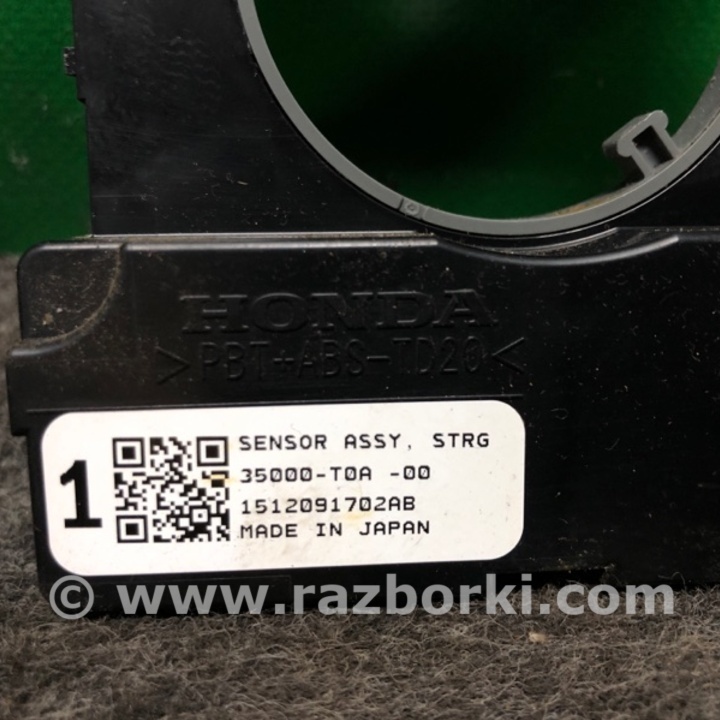 HONDA
>PBT+ABS-TD20<
1
SENSOR ASSY, STRG
35000-T0A -00
1512091702AB
MADE IN JAPAN
© www.razborki.com